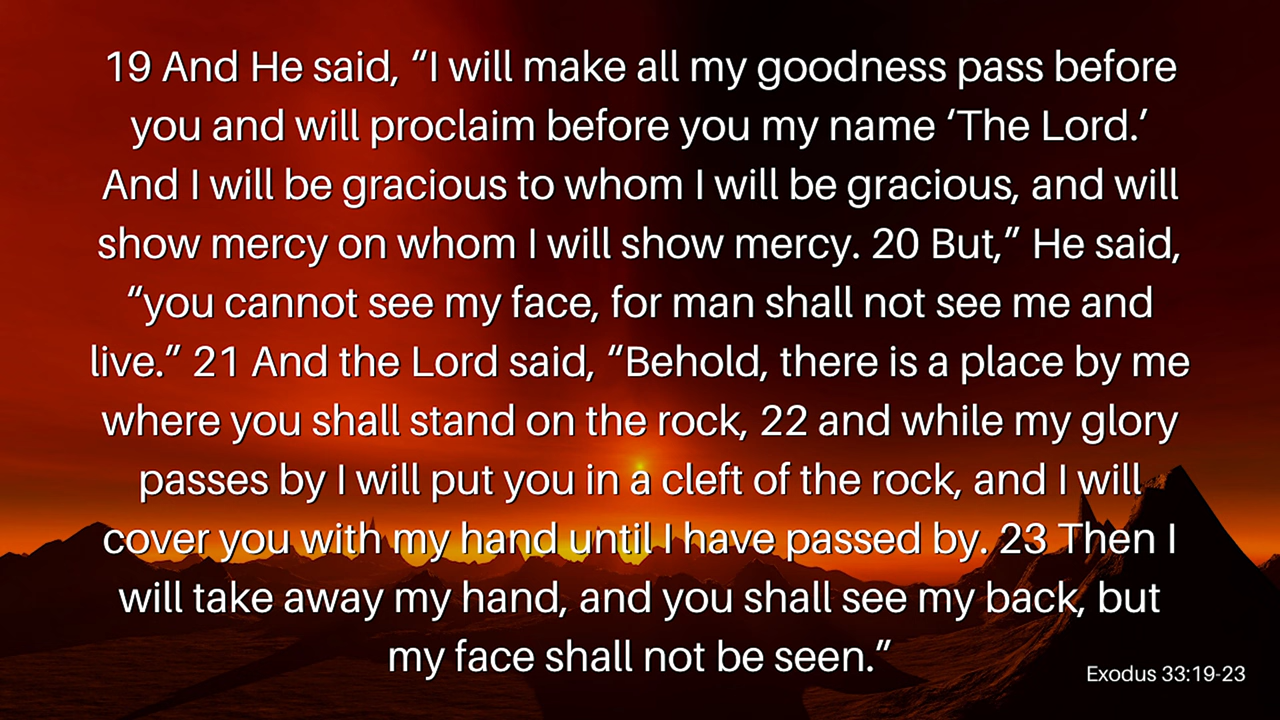 19 And He said, “I will make all my goodness pass before
you and will proclaim before you my name ‘The Lord.’
And I will be gracious to whom I will be gracious, and will
show mercy on whom I will show mercy. 20 But,” He said,
“you cannot see my face, for man shall not see me and
live.” 21 And the Lord said, “Behold, there is a place by me
where you shall stand on the rock, 22 and while my glory
passes by I will put you in a cleft of the rock, and I will
cover you with my hand until I have passed by. 23 Then I
will take away my hand, and you shall see my back, but
my face shall not be seen.”
Exodus 33:19-23